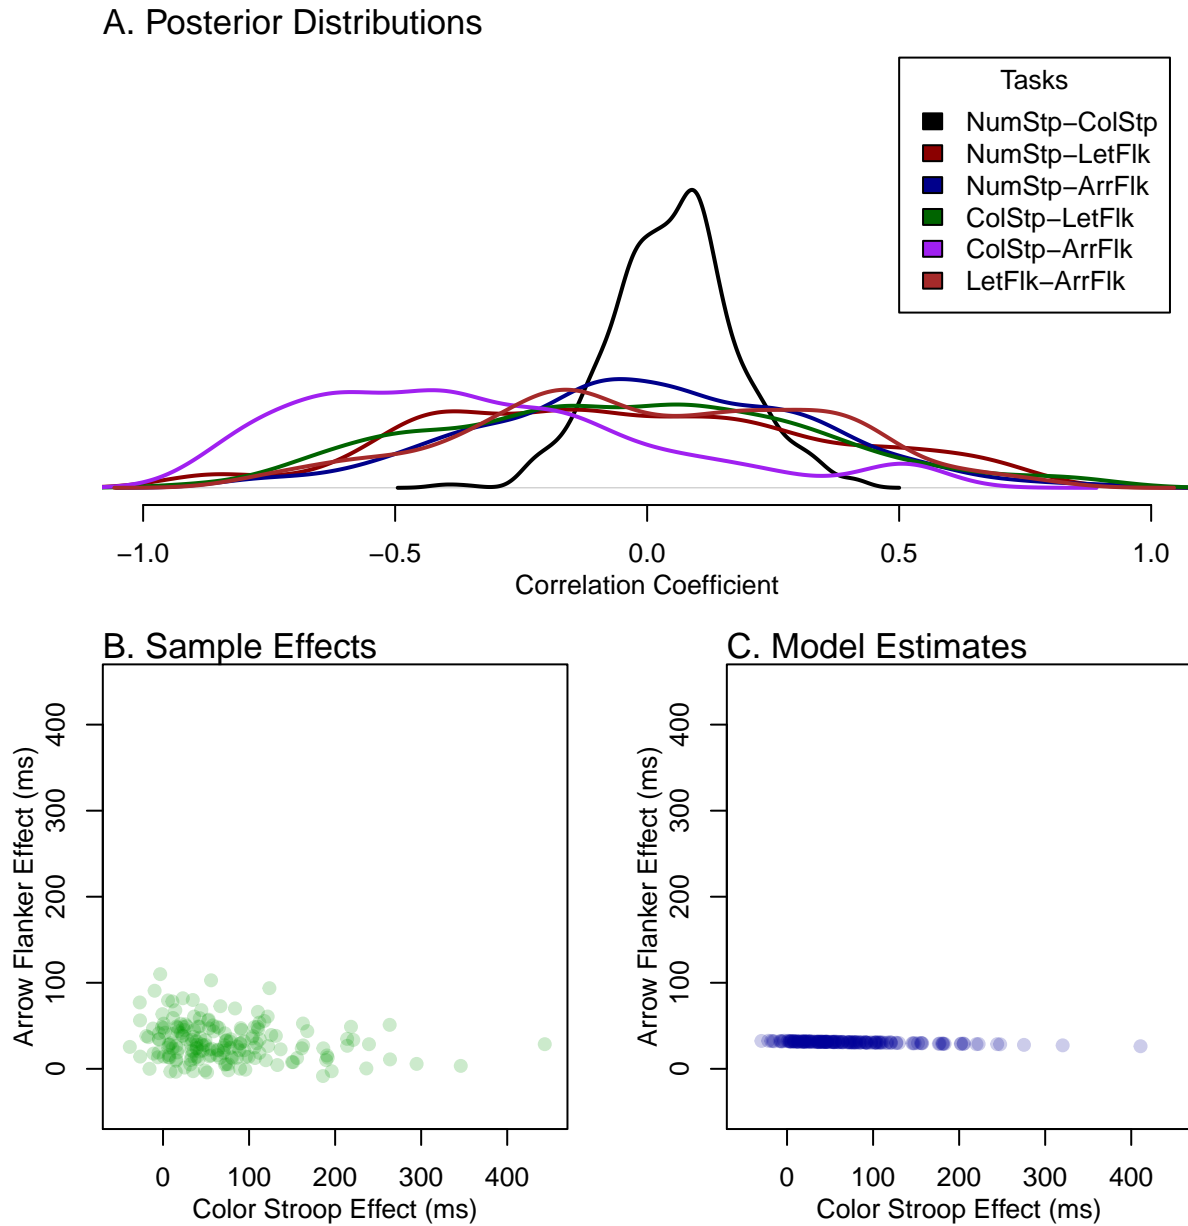 A. Posterior Distributions
Tasks
NumStp−ColStp
NumStp−LetFlk
NumStp−ArrFlk
ColStp−LetFlk
ColStp−ArrFlk
LetFlk−ArrFlk
−1.0 −0.5 0.0 0.5 1.0
Correlation Coefficient
B. Sample Effects
Arrow Flanker Effect (ms)
400
300
200
100
0
0 100 200 300 400
Color Stroop Effect (ms)
C. Model Estimates
Arrow Flanker Effect (ms)
400
300
200
100
0
0 100 200 300 400
Color Stroop Effect (ms)